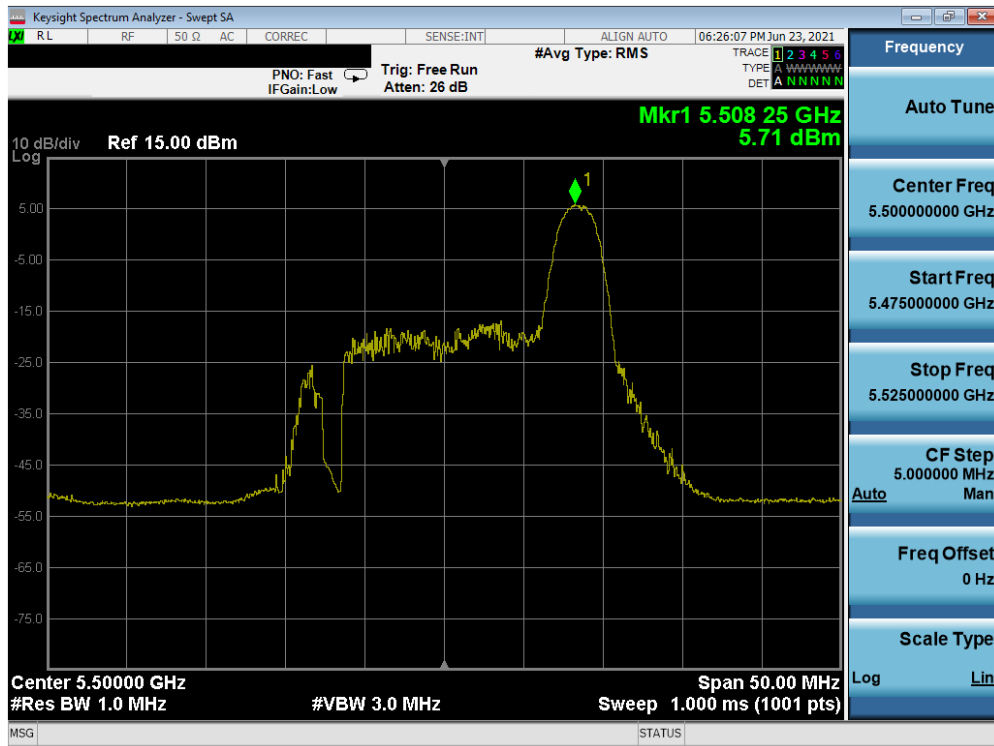 Keysight Spectrum Analyzer - Swept SA
LXI RL RF 50 Ω AC CORREC SENSE:INT ALIGN AUTO 06:26:07 PM Jun 23, 2021
#Avg Type: RMS TRACE 1 2 3 4 5 6
PNO: Fast Trig: Free Run TYPE A WWWWW
IFGain:Low Atten: 26 dB DET A N N N N N
Mkr1 5.508 25 GHz
10 dB/div Ref 15.00 dBm 5.71 dBm
Log
1
5.00
-5.00
-15.0
-25.0
-35.0
-45.0
-55.0
-65.0
-75.0
Center 5.50000 GHz Span 50.00 MHz
#Res BW 1.0 MHz #VBW 3.0 MHz Sweep 1.000 ms (1001 pts)
MSG STATUS
Frequency
Auto Tune
Center Freq
5.500000000 GHz
Start Freq
5.475000000 GHz
Stop Freq
5.525000000 GHz
CF Step
5.000000 MHz
Auto Man
Freq Offset
0 Hz
Scale Type
Log Lin